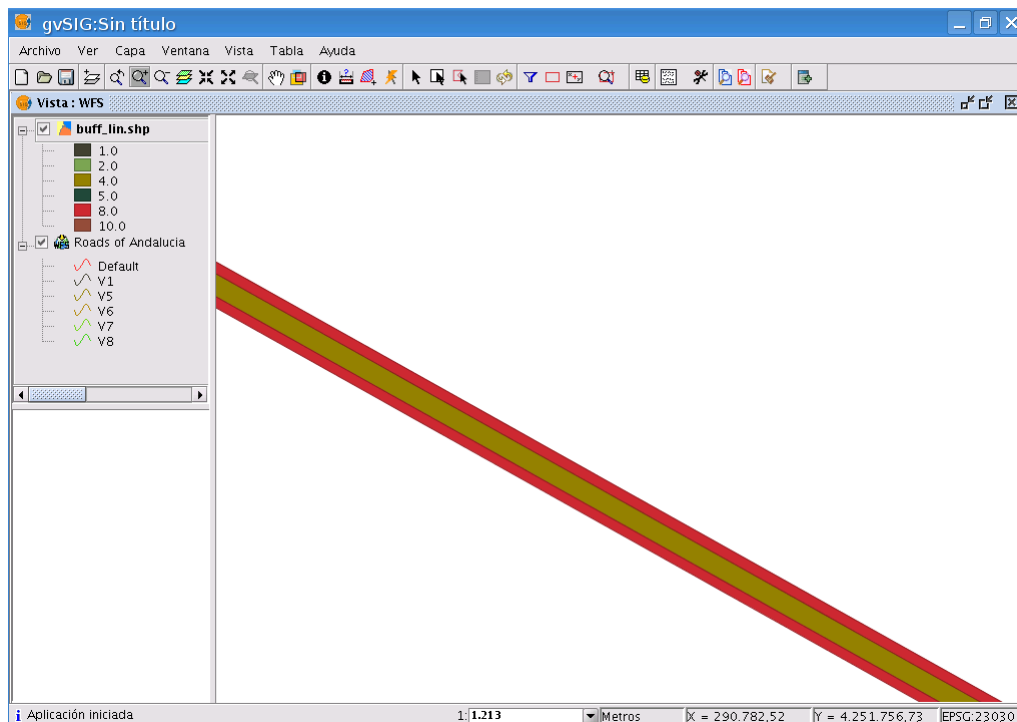 gvSIG:Sin título
Archivo Ver Capa Ventana Vista Tabla Ayuda
Vista : WFS
buff_lin.shp
1.0
2.0
4.0
5.0
8.0
10.0
Roads of Andalucia
Default
V1
V5
V6
V7
V8
Aplicación iniciada
1: 1.213
Metros
X = 290.782,52
Y = 4.251.756,73
EPSG:23030